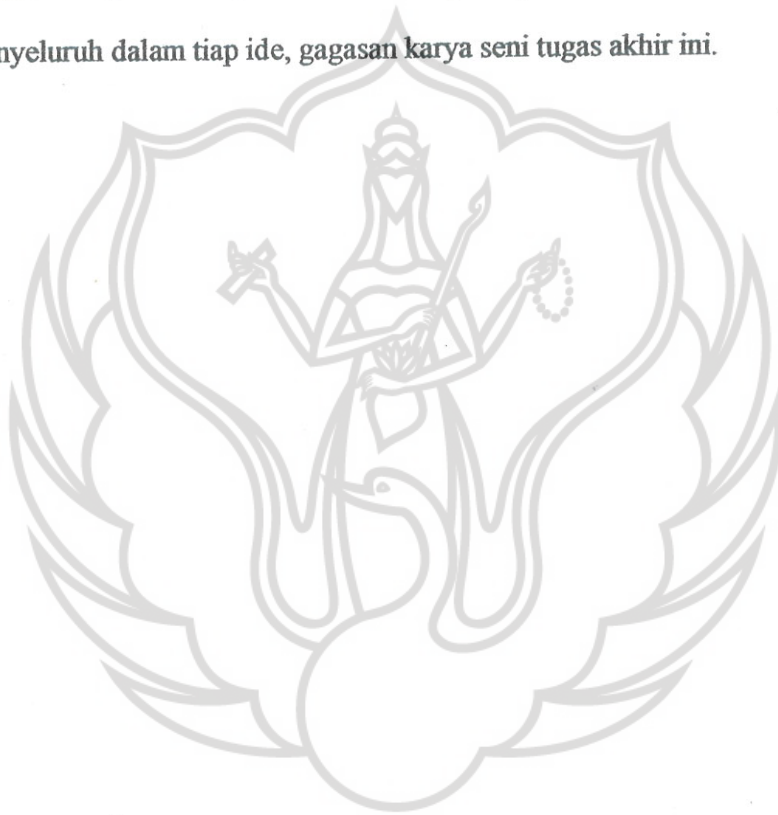 nyeluruh dalam tiap ide, gagasan karya seni tugas akhir ini.